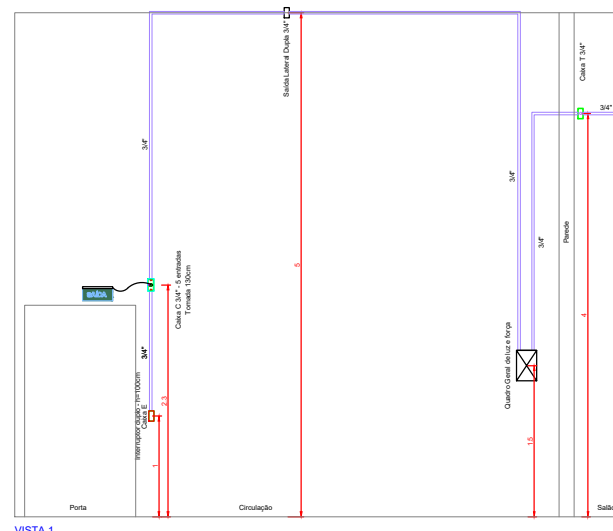 Saída Lateral Dupla 3/4"
Caixa T 3/4"
3/4"
3/4"
3/4"
3/4"
Parede
5
4
SAÍDA
Caixa C 3/4" - 5 entradas
Tomada 130cm
2.3
3/4"
Quadro Geral de luz e força
Interruptor duplo - h=100cm
Caixa E
1
1.5
Porta
Circulação
Salão
VISTA 1